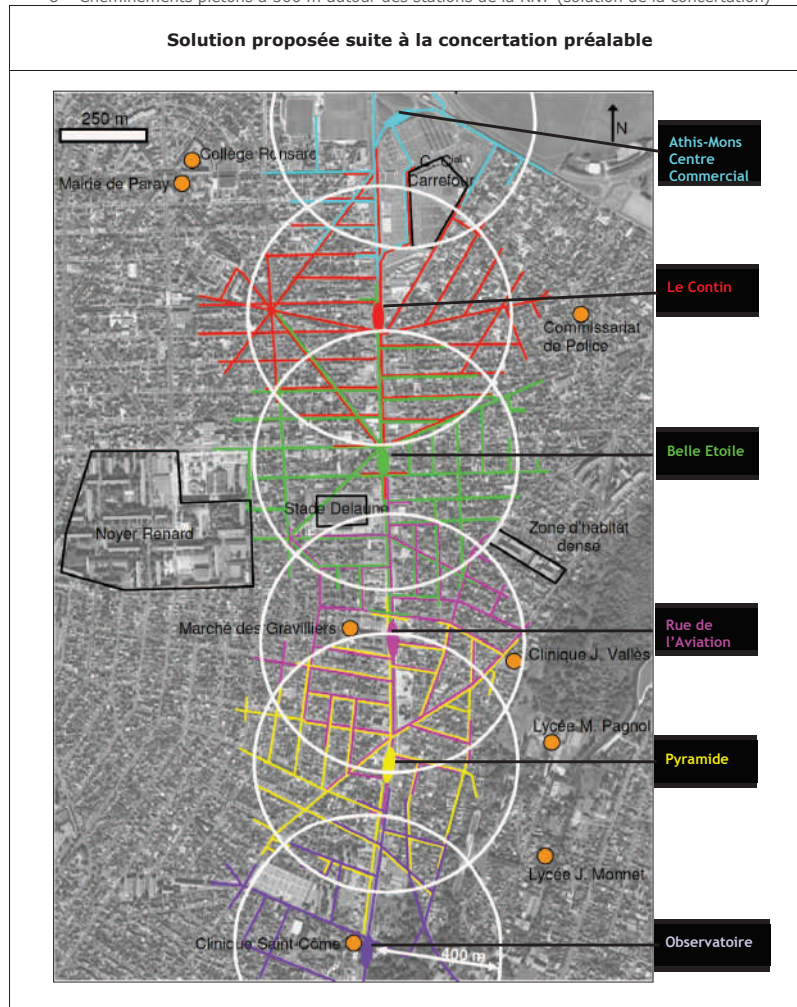 Solution proposée suite à la concertation préalable
250 m
N
Collège Ronsard
Mairie de Paray
C. Cial
Carrefour
Athis-Mons
Centre
Commercial
Le Contin
Commissariat
de Police
Belle Etoile
Stade Delaune
Noyer Renard
Zone d'habitat
dense
Marché des Gravilliers
Rue de
l'Aviation
Clinique J. Vallès
Lycée M. Pagnol
Pyramide
Lycée J. Monnet
Clinique Saint-Côme
400 m
Observatoire